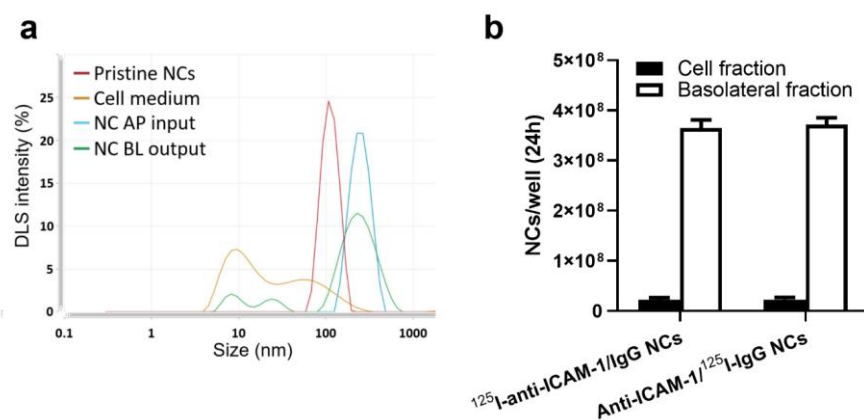 a
Pristine NCs
Cell medium
NC AP input
NC BL output
DLS intensity (%)
25
20
15
10
5
0
0.1 1 10 100 1000
Size (nm)
b
Cell fraction
Basolateral fraction
NCs/well (24h)
5×10⁸
4×10⁸
3×10⁸
2×10⁸
1×10⁸
0
¹²⁵I-anti-ICAM-1/IgG NCs
Anti-ICAM-1/¹²⁵I-IgG NCs